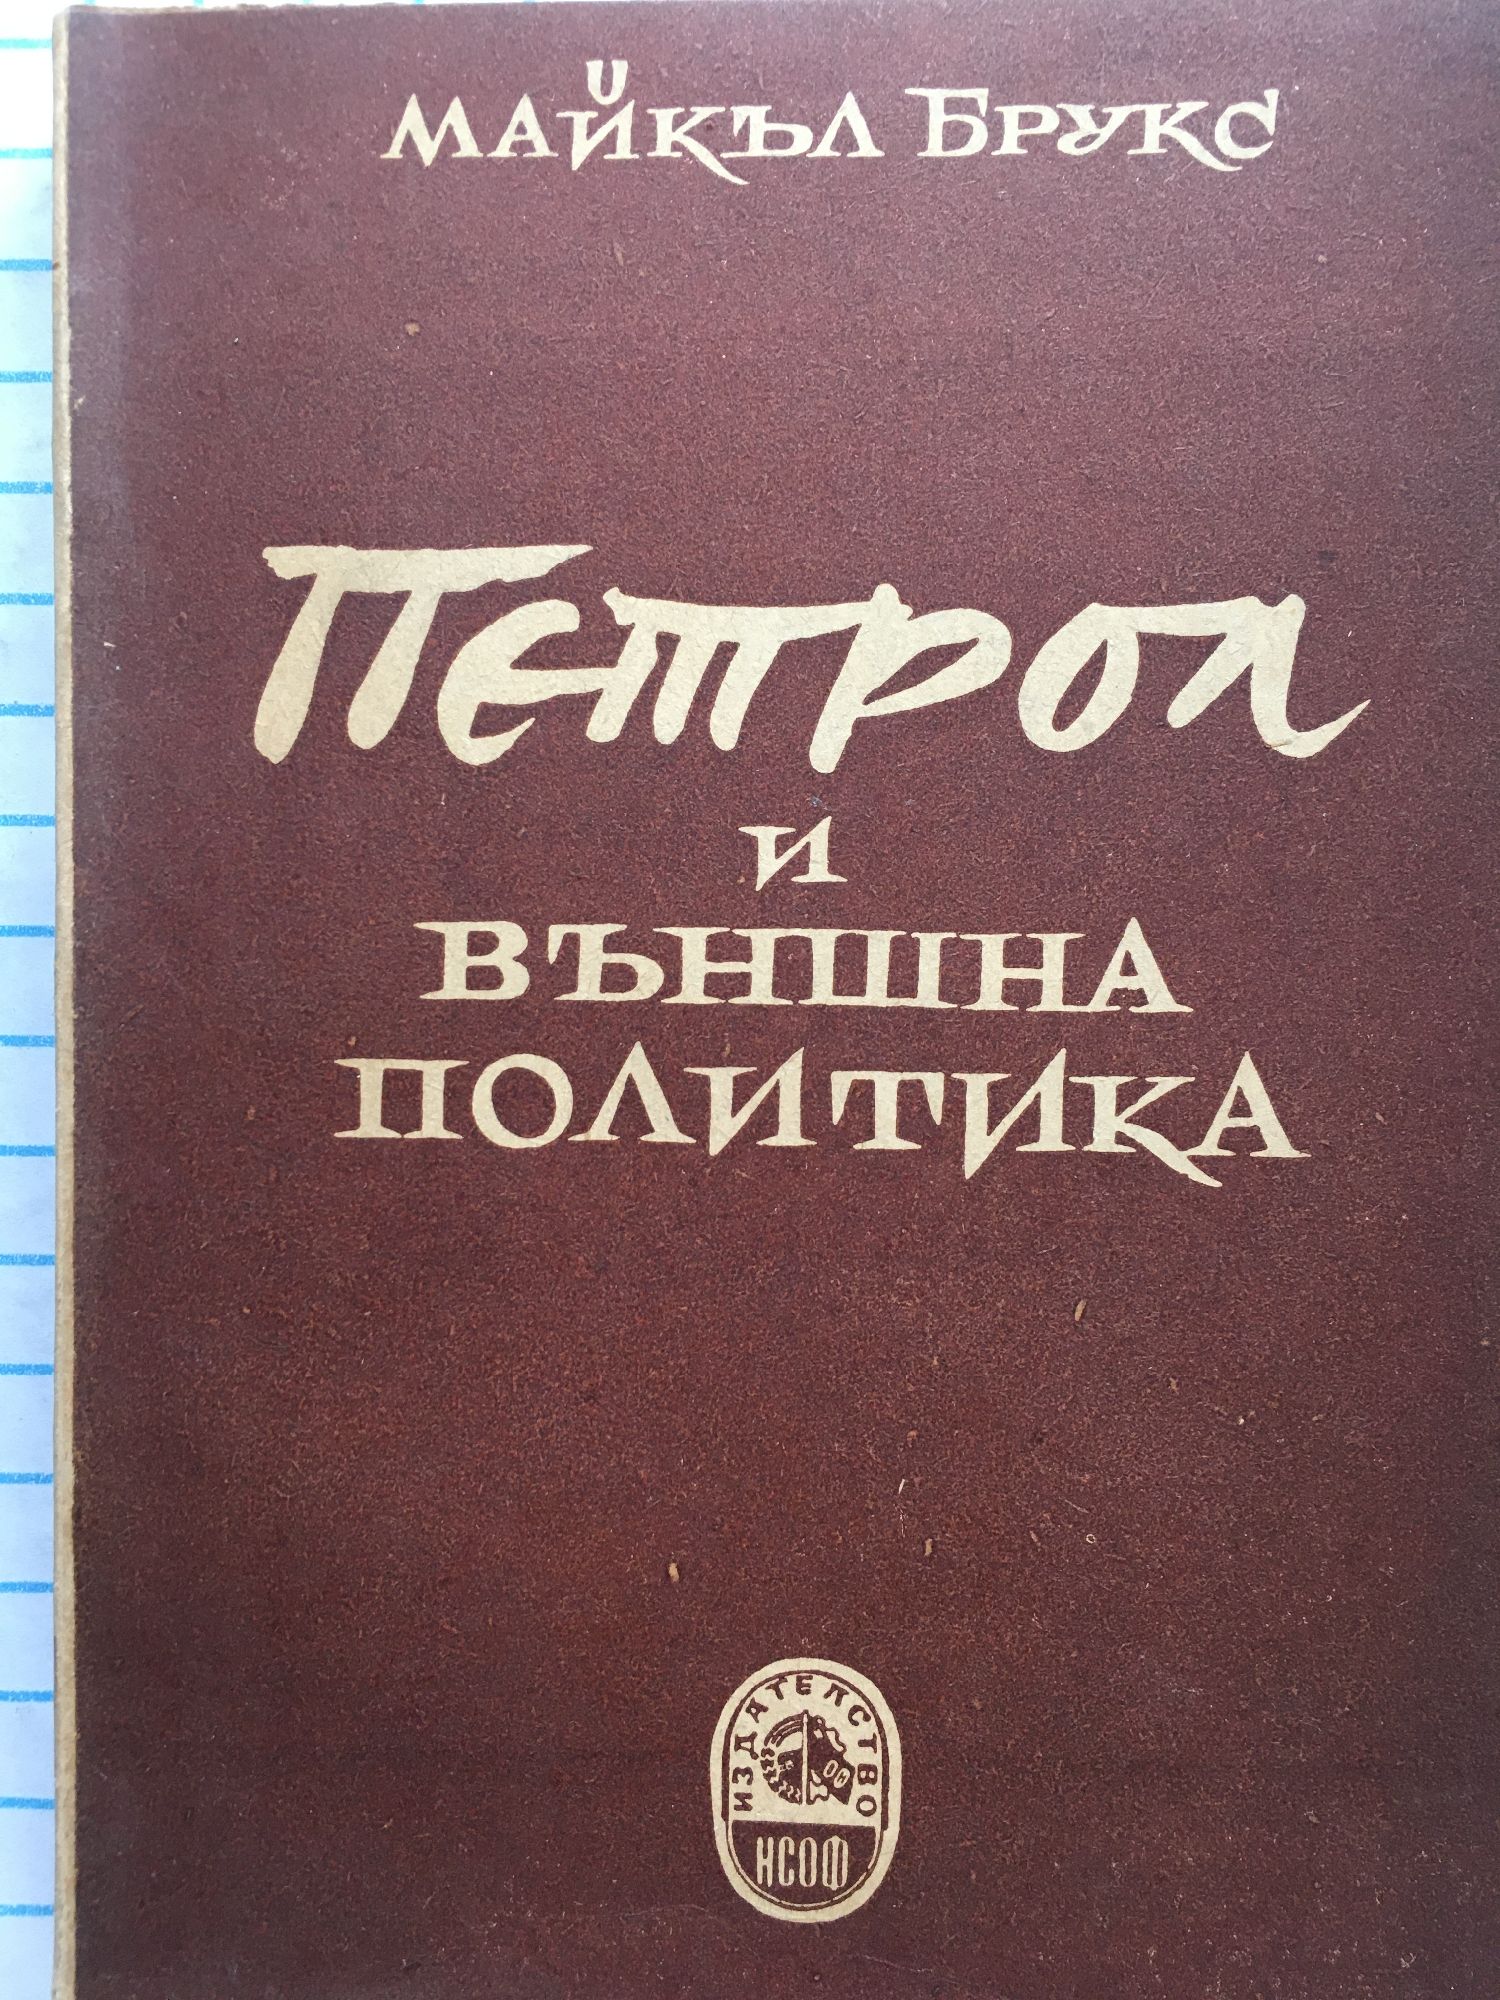 МАЙКЪЛ БРУКС
Петрол
и
ВЪНШНА
ПОЛИТИКА
ИЗДАТЕЛСТВО
НСОФ